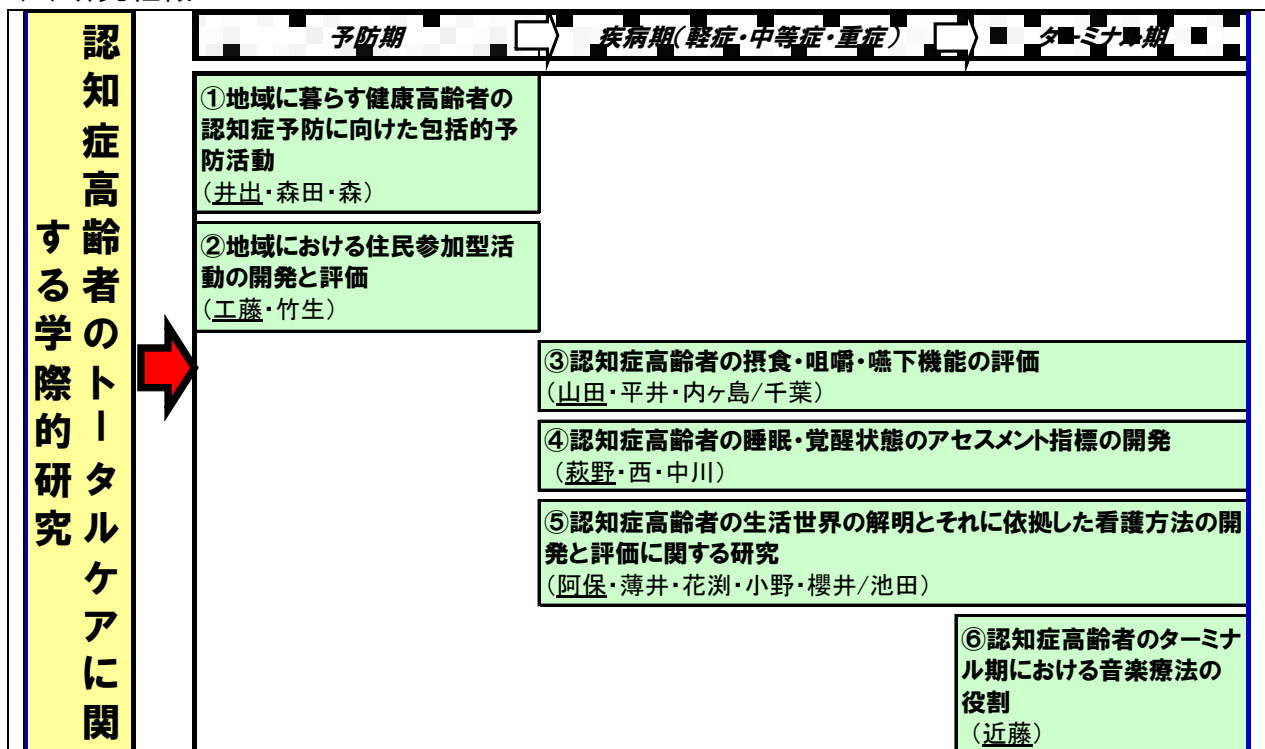 認知症高齢者のトータルケアに関
する学際的研究
予防期
疾病期(軽症・中等症・重症)
ターミナル期
①地域に暮らす健康高齢者の
認知症予防に向けた包括的予
防活動
(井出・森田・森)
②地域における住民参加型活
動の開発と評価
(工藤・竹生)
③認知症高齢者の摂食・咀嚼・嚥下機能の評価
(山田・平井・内ヶ島/千葉)
④認知症高齢者の睡眠・覚醒状態のアセスメント指標の開発
(萩野・西・中川)
⑤認知症高齢者の生活世界の解明とそれに依拠した看護方法の開
発と評価に関する研究
(阿保・薄井・花渕・小野・櫻井/池田)
⑥認知症高齢者のターミナ
ル期における音楽療法の
役割
(近藤)